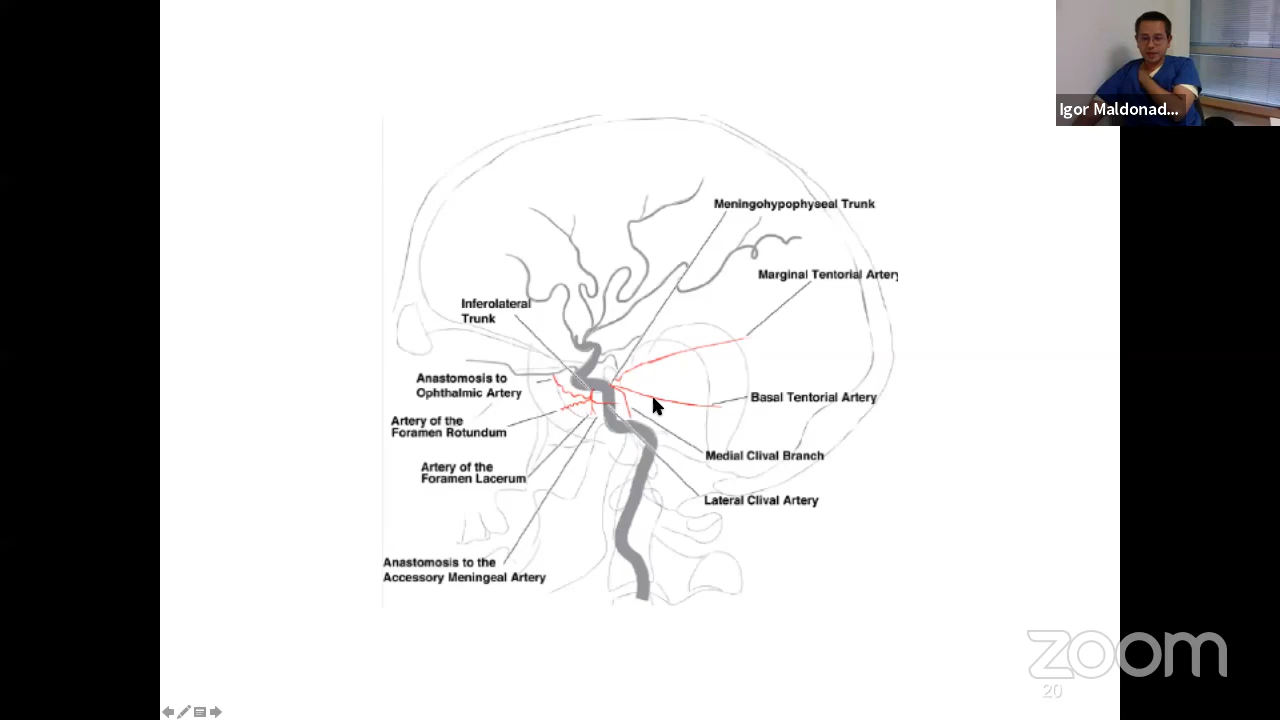 Igor Maldonad...
Meningohypophyseal Trunk
Marginal Tentorial Artery
Inferolateral
Trunk
Anastomosis to
Ophthalmic Artery
Basal Tentorial Artery
Artery of the
Foramen Rotundum
Medial Clival Branch
Artery of the
Foramen Lacerum
Lateral Clival Artery
Anastomosis to the
Accessory Meningeal Artery
zoom
20